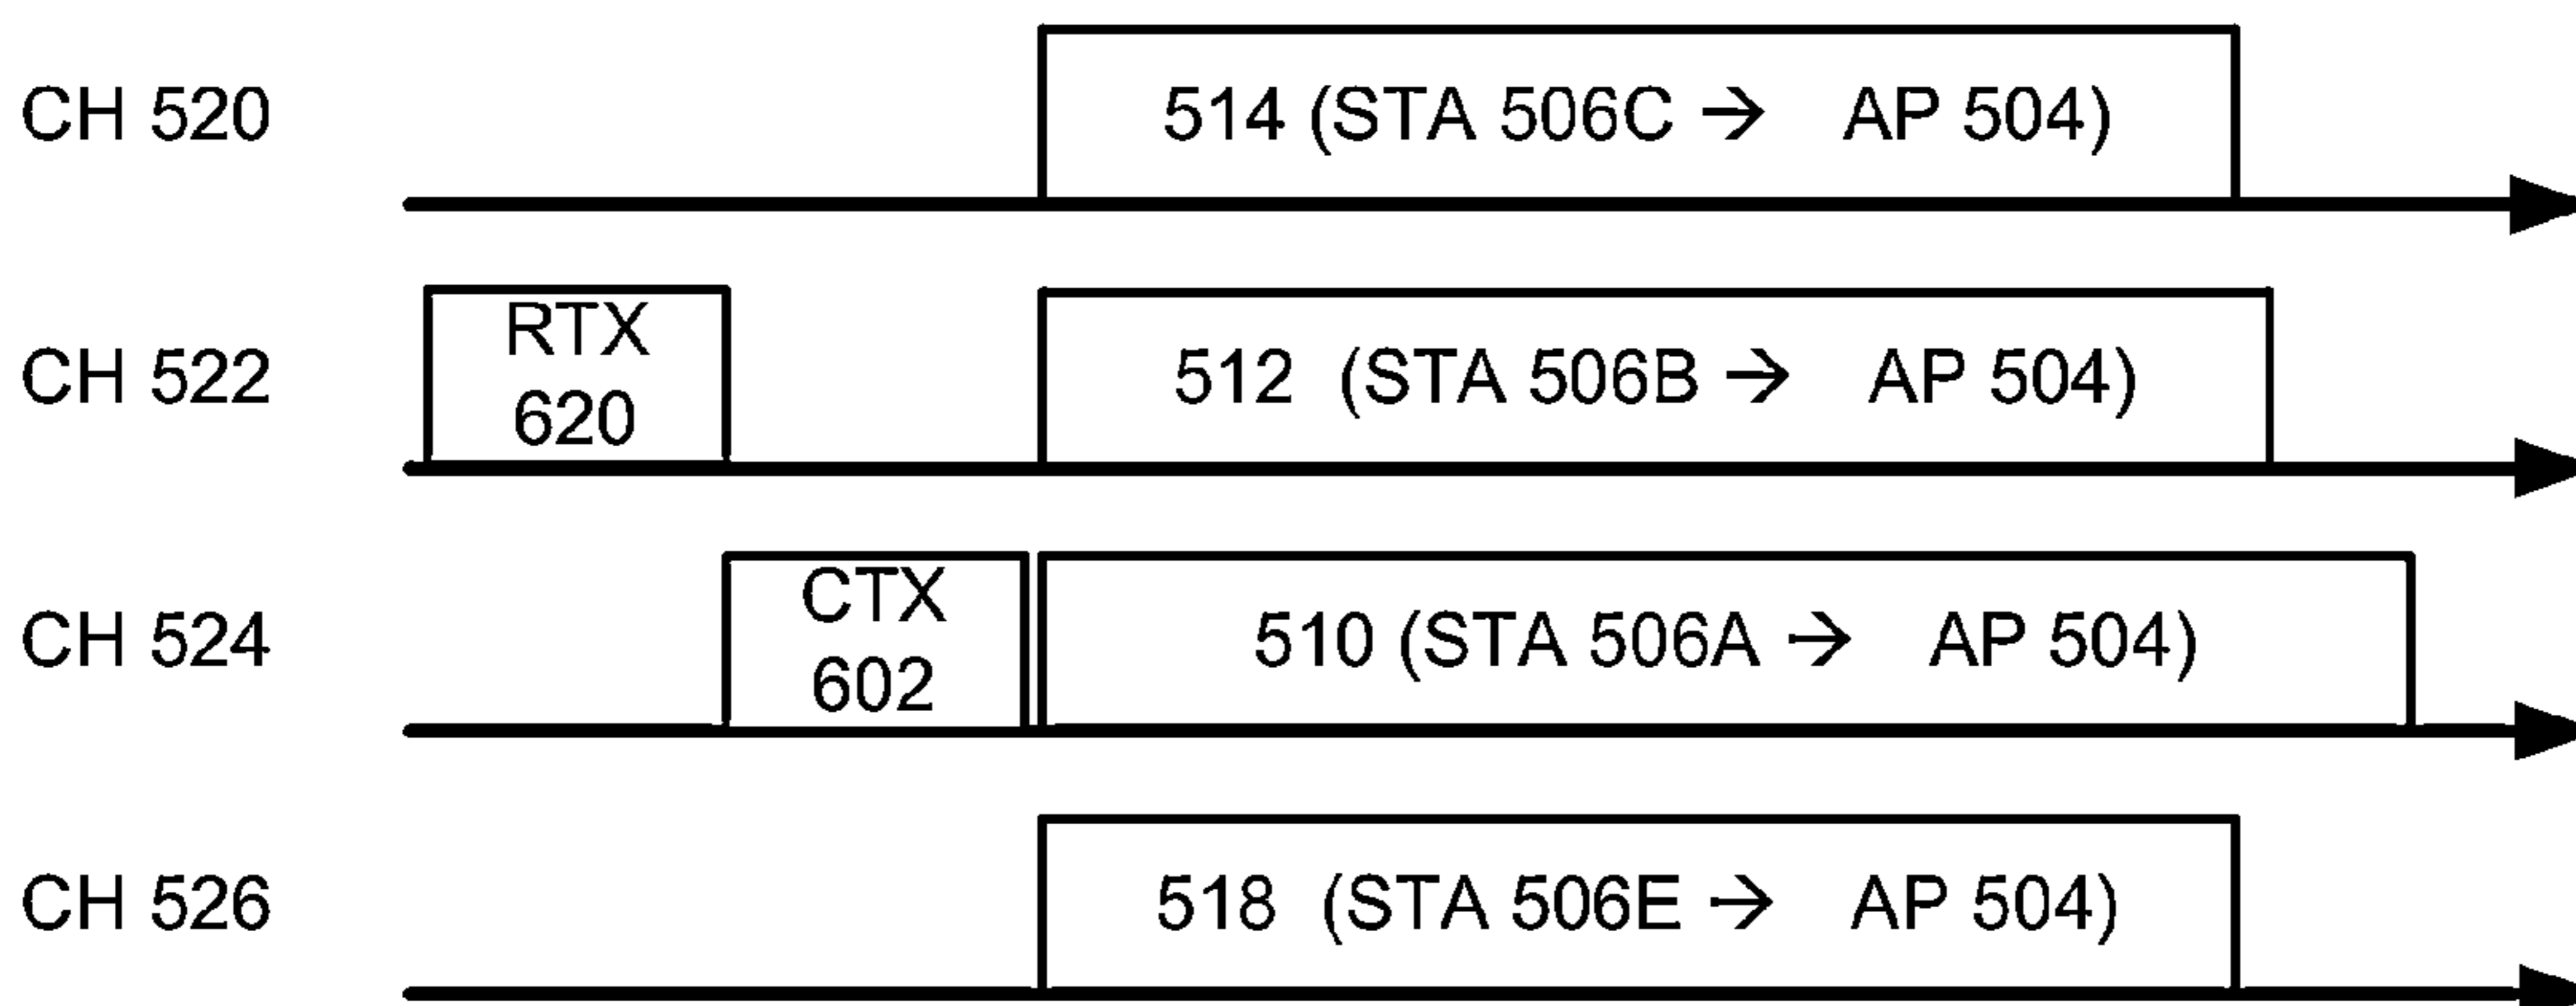 CH 520
514 (STA 506C → AP 504)
CH 522
RTX
620
512 (STA 506B → AP 504)
CH 524
CTX
602
510 (STA 506A → AP 504)
CH 526
518 (STA 506E → AP 504)